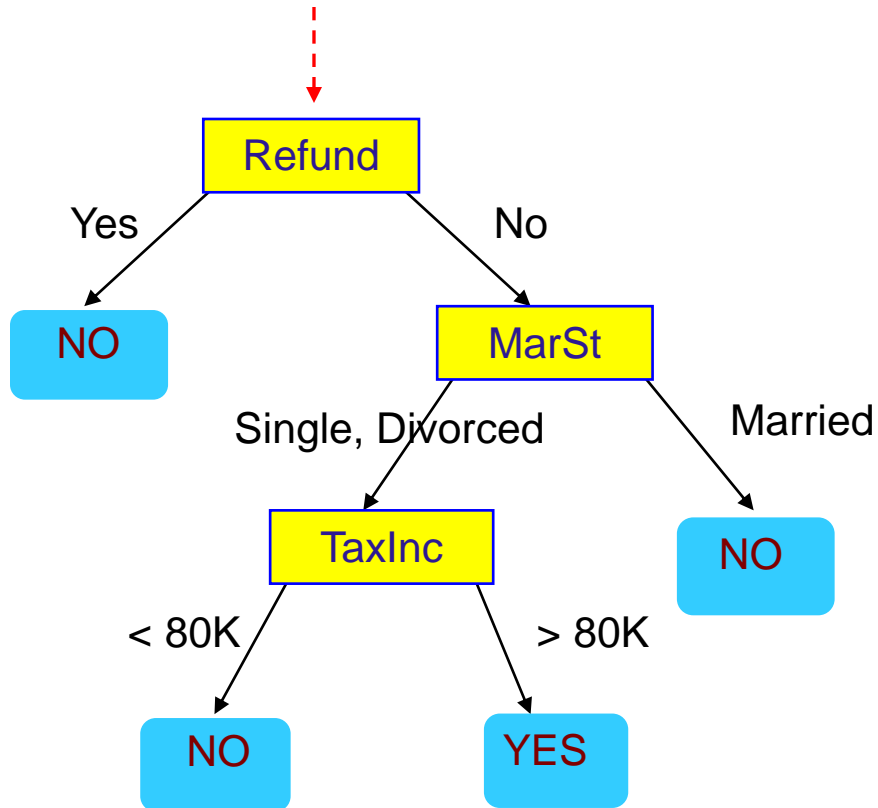 Refund
Yes
No
NO
MarSt
Single, Divorced
Married
TaxInc
NO
< 80K
> 80K
NO
YES